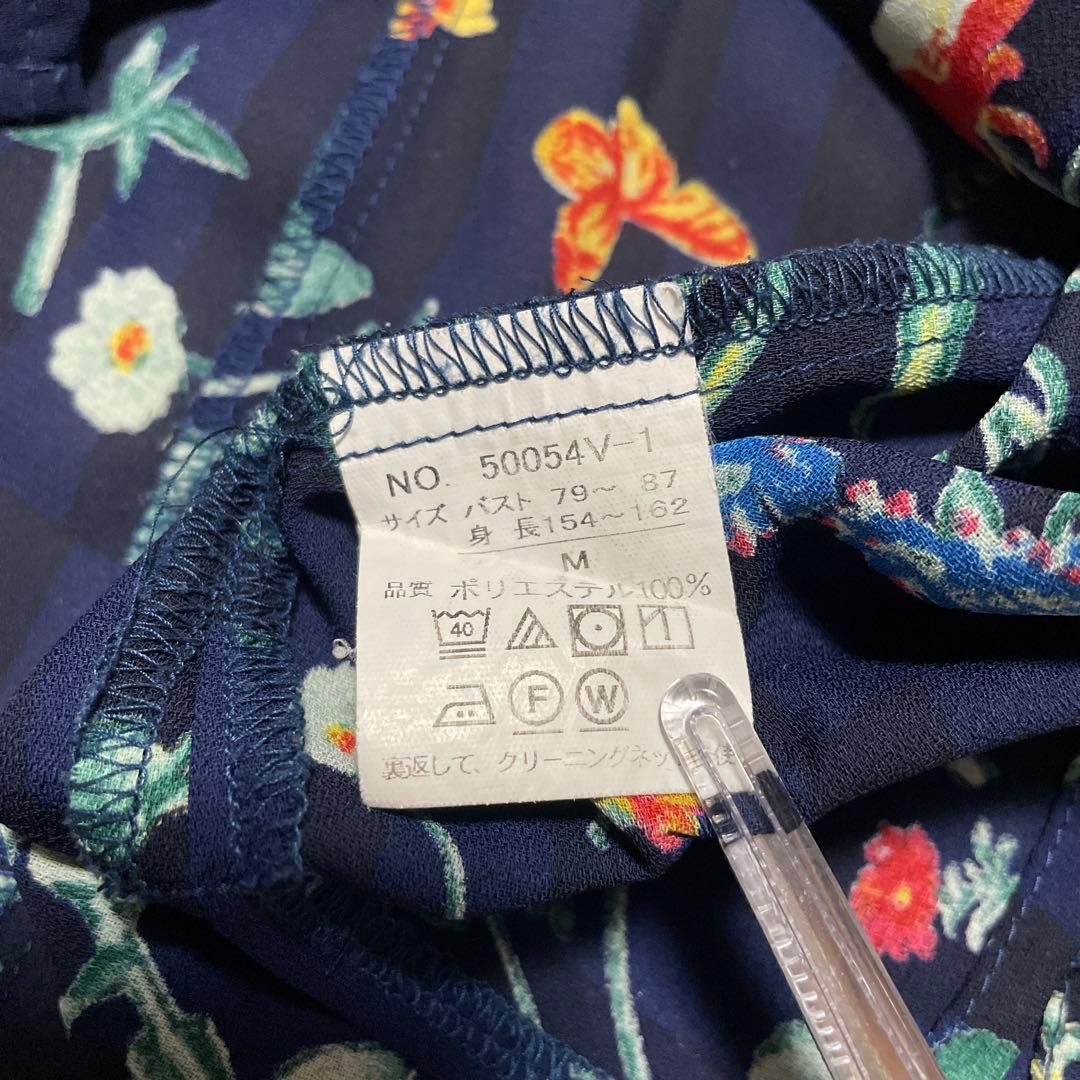 NO. 50054V-1
サイズ バスト 79～ 87
身 長154～162
M
品質 ポリエステル100%
40
F W
裏返して、クリーニングネッ 使